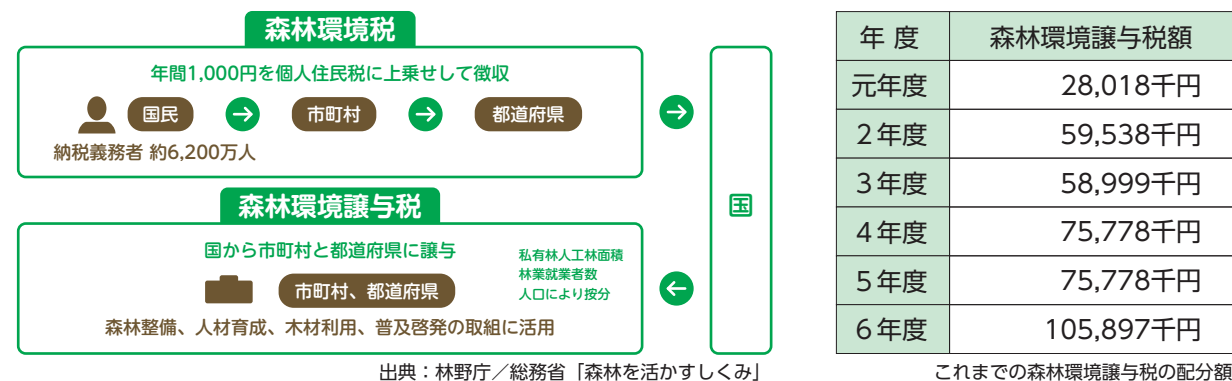 森林環境税
年間1,000円を個人住民税に上乗せして徴収
国民 → 市町村 → 都道府県 →
納税義務者 約6,200万人
国
森林環境譲与税
国から市町村と都道府県に譲与
私有林人工林面積
林業就業者数
人口により按分
市町村、都道府県 ←
森林整備、人材育成、木材利用、普及啓発の取組に活用
出典：林野庁／総務省「森林を活かすしくみ」
年 度 森林環境譲与税額
元年度 28,018千円
2年度 59,538千円
3年度 58,999千円
4年度 75,778千円
5年度 75,778千円
6年度 105,897千円
これまでの森林環境譲与税の配分額